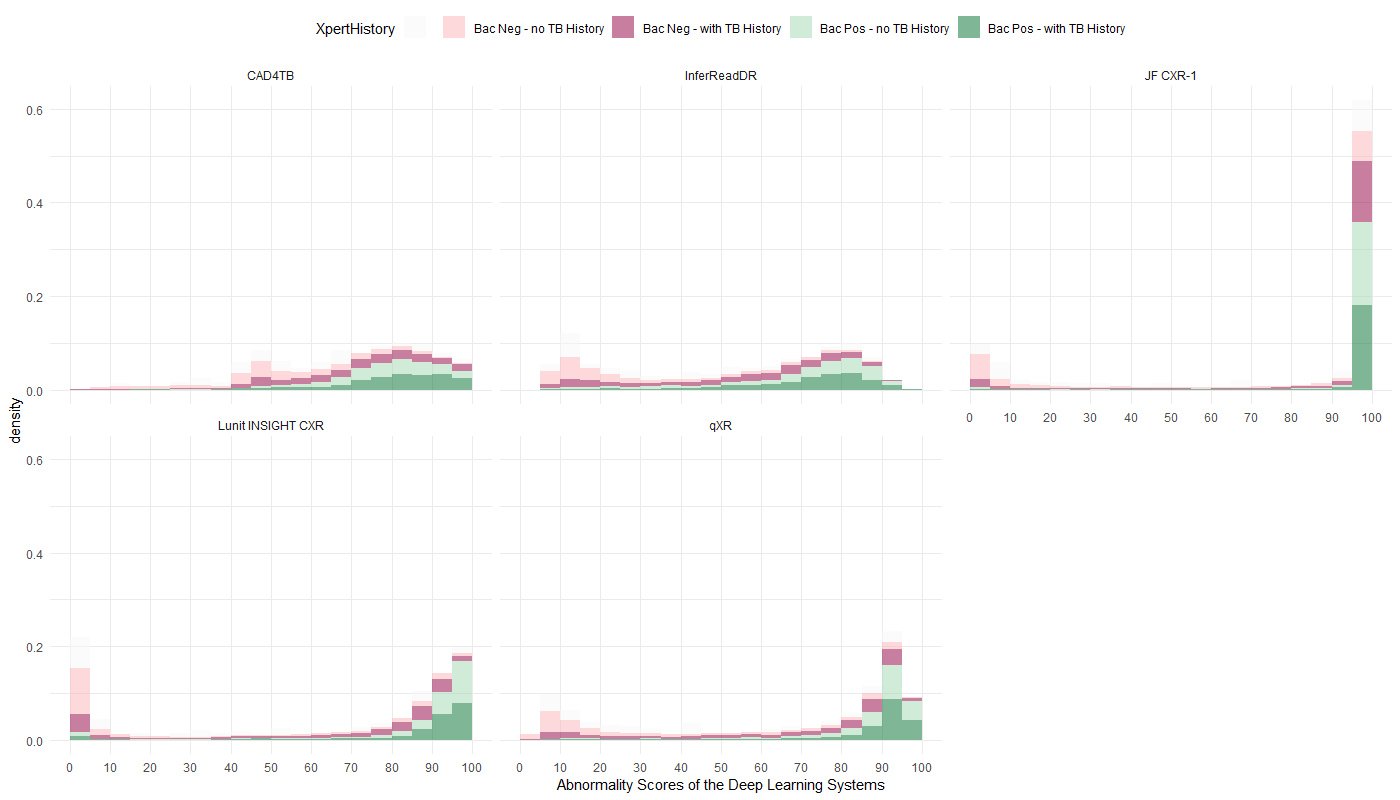 XpertHistory Bac Neg - no TB History Bac Neg - with TB History Bac Pos - no TB History Bac Pos - with TB History
CAD4TB InferReadDR JF CXR-1
0.6
0.4
0.2
0.0
0 10 20 30 40 50 60 70 80 90 100
density
Lunit INSIGHT CXR qXR
0.6
0.4
0.2
0.0
0 10 20 30 40 50 60 70 80 90 100 0 10 20 30 40 50 60 70 80 90 100
Abnormality Scores of the Deep Learning Systems